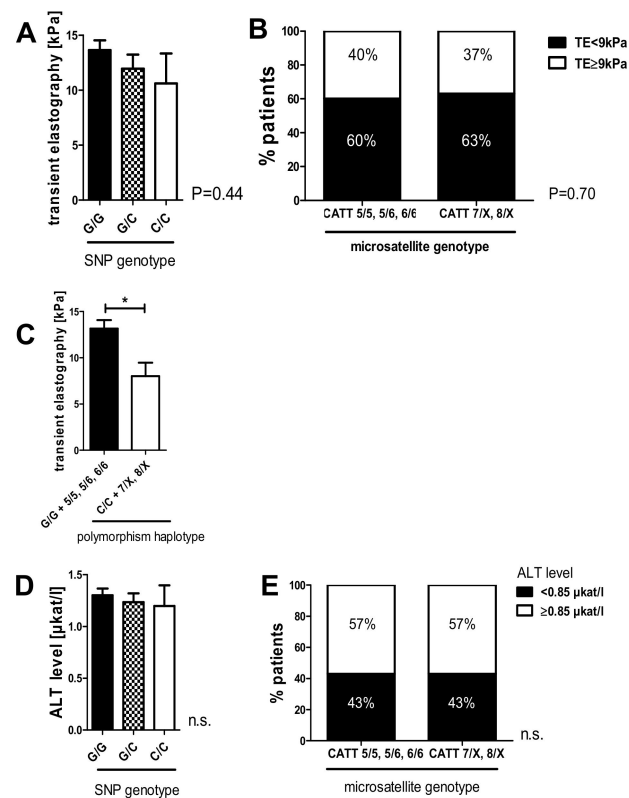 A
transient elastography [kPa]
15
10
5
0
G/G
G/C
C/C
SNP genotype
P=0.44
B
% patients
100
80
60
40
20
0
40%
60%
37%
63%
CATT 5/5, 5/6, 6/6
CATT 7/X, 8/X
microsatellite genotype
TE<9kPa
TE≥9kPa
P=0.70
C
transient elastography [kPa]
15
10
5
0
*
G/G + 5/5, 5/6, 6/6
C/C + 7/X, 8/X
polymorphism haplotype
D
ALT level [µkat/l]
1.5
1.0
0.5
0.0
G/G
G/C
C/C
SNP genotype
n.s.
E
% patients
100
80
60
40
20
0
57%
43%
57%
43%
CATT 5/5, 5/6, 6/6
CATT 7/X, 8/X
microsatellite genotype
ALT level
<0.85 µkat/l
≥0.85 µkat/l
n.s.